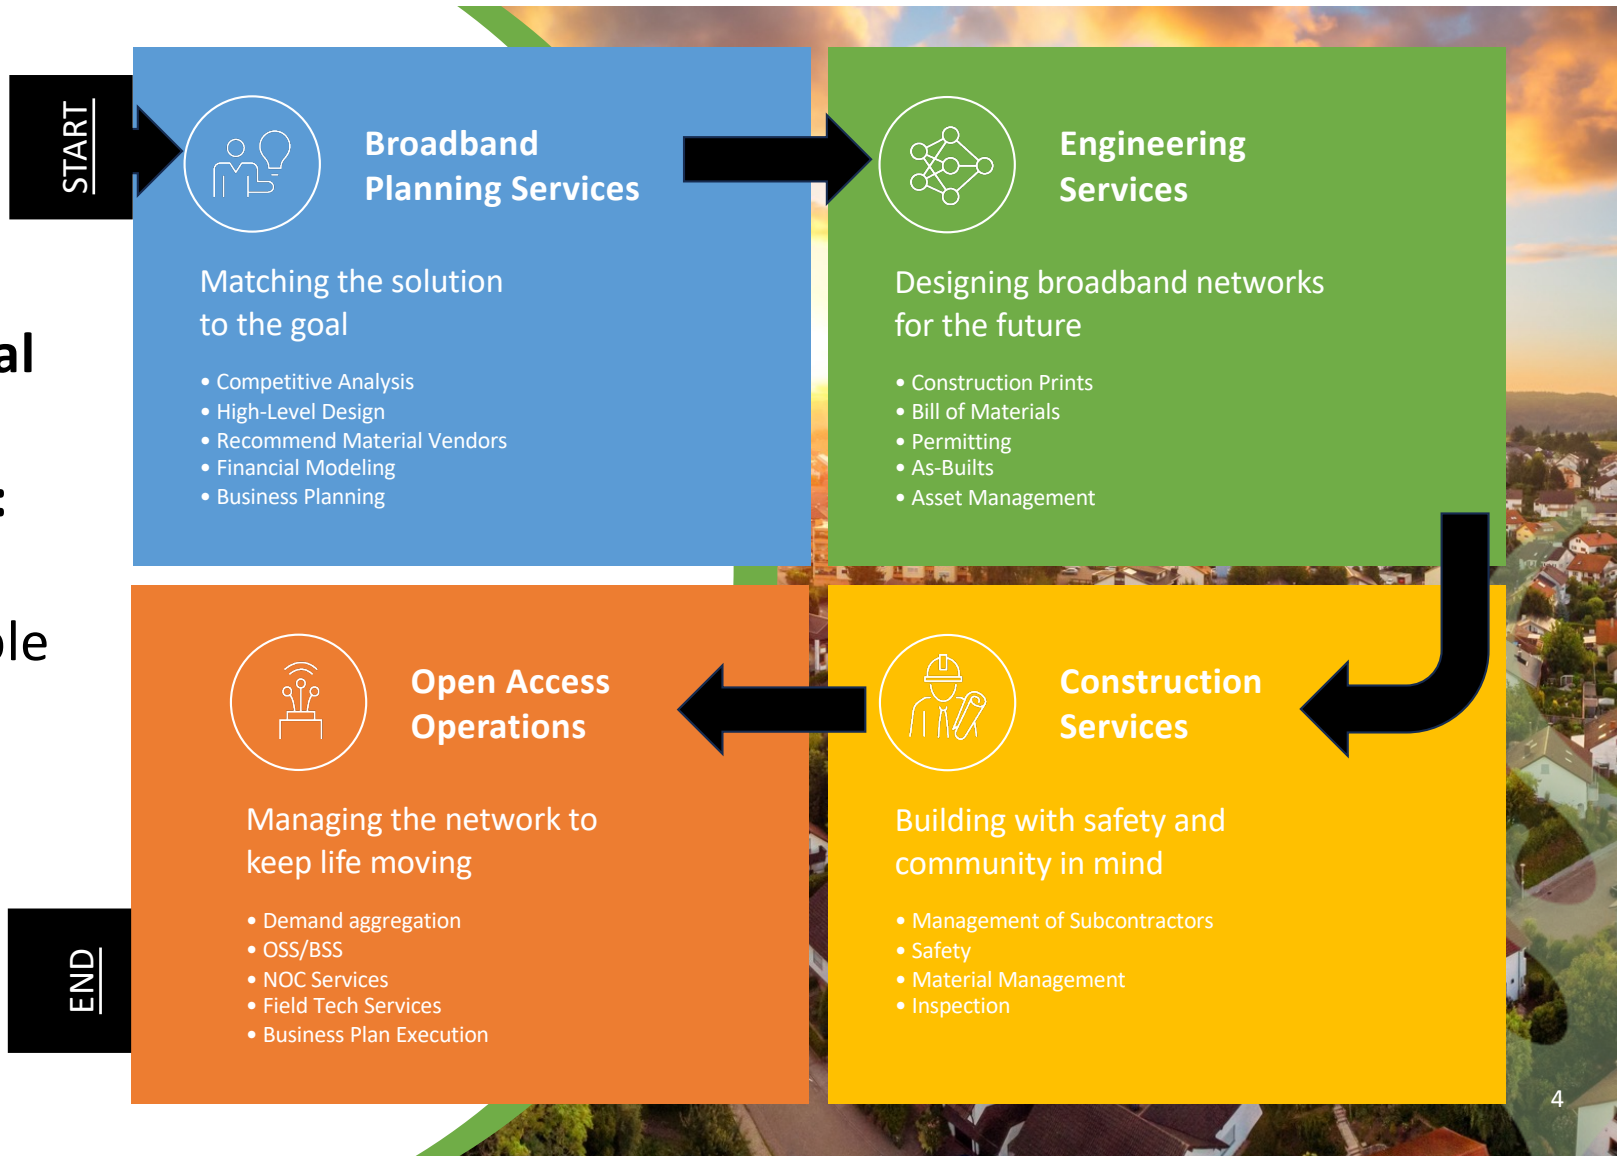 START
al
:
ble
Broadband
Planning Services
Matching the solution
to the goal
• Competitive Analysis
• High-Level Design
• Recommend Material Vendors
• Financial Modeling
• Business Planning
Engineering
Services
Designing broadband networks
for the future
• Construction Prints
• Bill of Materials
• Permitting
• As-Builts
• Asset Management
Construction
Services
Building with safety and
community in mind
• Management of Subcontractors
• Safety
• Material Management
• Inspection
Open Access
Operations
Managing the network to
keep life moving
• Demand aggregation
• OSS/BSS
• NOC Services
• Field Tech Services
• Business Plan Execution
END
4